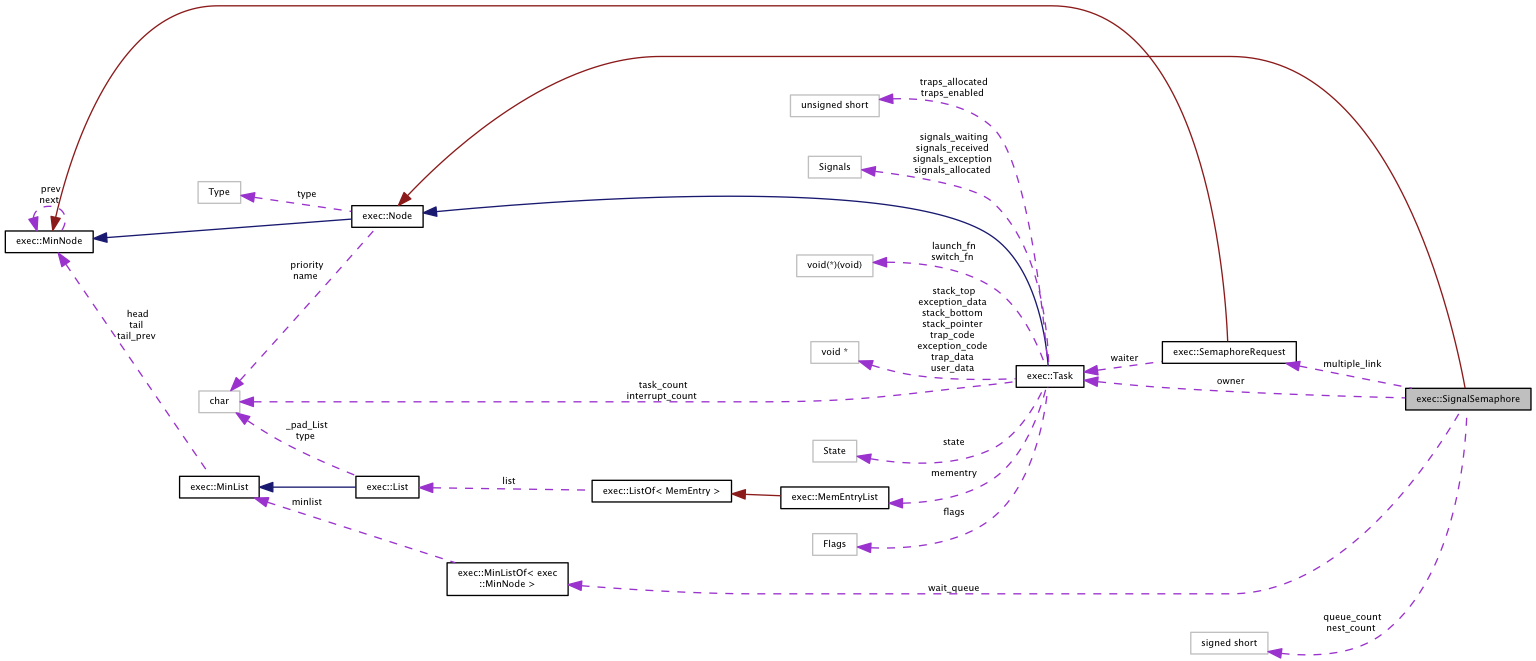 traps_allocated
traps_enabled
unsigned short
signals_waiting
signals_received
signals_exception
signals_allocated
Signals
prev
next
Type
type
exec::Node
exec::MinNode
launch_fn
switch_fn
void(*)(void)
priority
name
stack_top
exception_data
stack_bottom
stack_pointer
trap_code
exception_code
trap_data
user_data
void *
head
tail
tail_prev
exec::SemaphoreRequest
waiter
multiple_link
exec::Task
owner
task_count
interrupt_count
char
exec::SignalSemaphore
_pad_List
type
state
State
mementry
exec::MinList
exec::List
list
exec::ListOf< MemEntry >
exec::MemEntryList
minlist
flags
Flags
exec::MinListOf< exec
::MinNode >
wait_queue
queue_count
nest_count
signed short